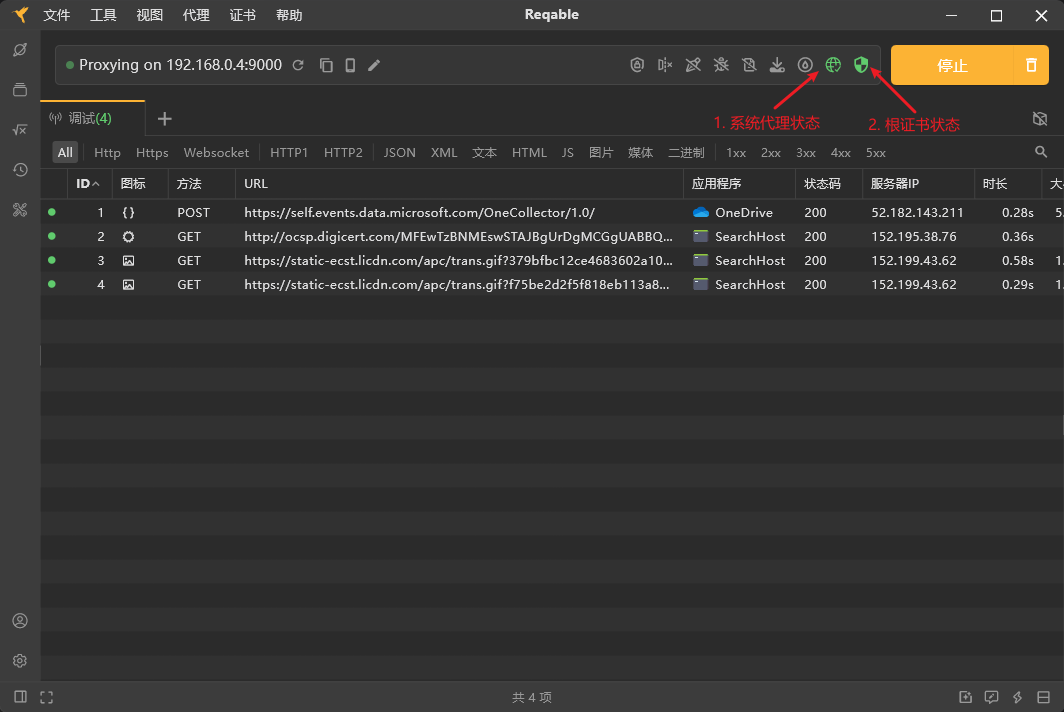 文件 工具 视图 代理 证书 帮助 Reqable
Proxying on 192.168.0.4:9000 停止
调试(4)
1. 系统代理状态 2. 根证书状态
All Http Https Websocket HTTP1 HTTP2 JSON XML 文本 HTML JS 图片 媒体 二进制 1xx 2xx 3xx 4xx 5xx
ID 图标 方法 URL 应用程序 状态码 服务器IP 时长 大
1 {} POST https://self.events.data.microsoft.com/OneCollector/1.0/ OneDrive 200 52.182.143.211 0.28s 5.
2 GET http://ocsp.digicert.com/MFEwTzBNMEswSTAJBgUrDgMCGgUABBQ... SearchHost 200 152.195.38.76 0.36s
3 GET https://static-ecst.licdn.com/apc/trans.gif?379bfbc12ce4683602a10... SearchHost 200 152.199.43.62 0.58s 1.
4 GET https://static-ecst.licdn.com/apc/trans.gif?f75be2d2f5f818eb113a8... SearchHost 200 152.199.43.62 0.29s 1.
共 4 项